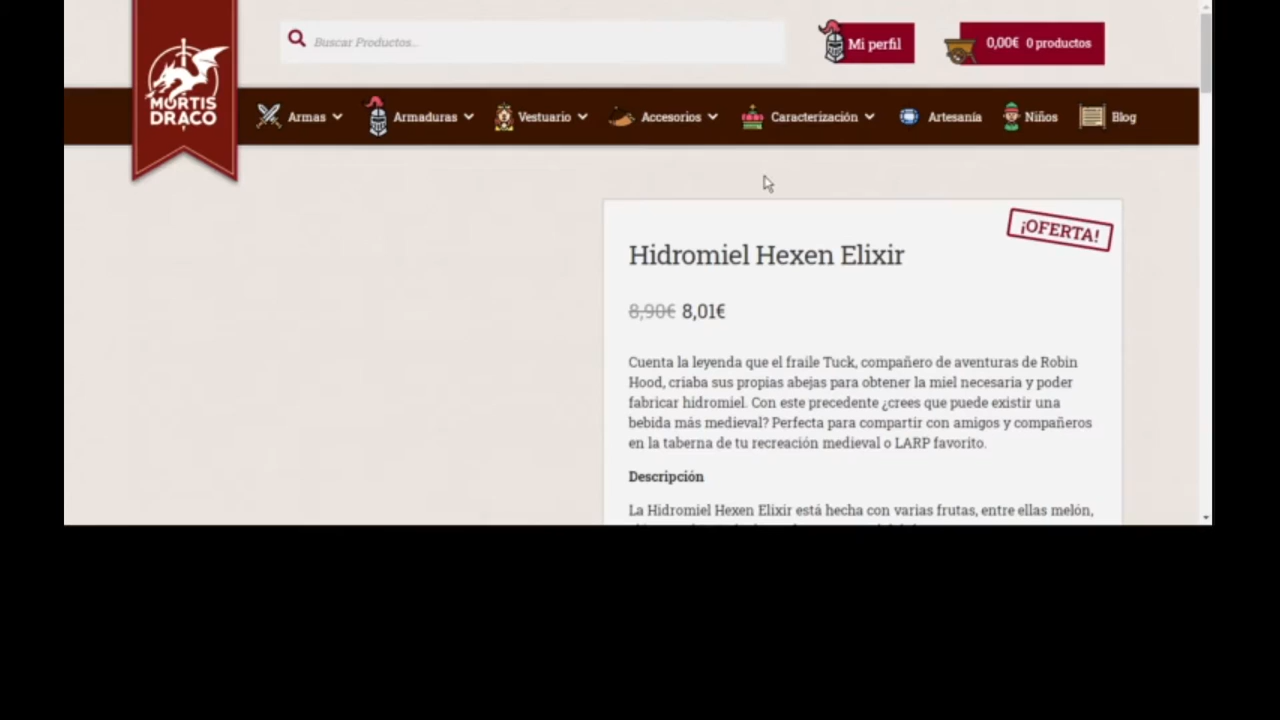 Buscar Productos...
Mi perfil
0,00€ 0 productos
MORTIS
DRACO
Armas
Armaduras
Vestuario
Accesorios
Caracterización
Artesanía
Niños
Blog
¡OFERTA!
Hidromiel Hexen Elixir
8,90€ 8,01€
Cuenta la leyenda que el fraile Tuck, compañero de aventuras de Robin
Hood, criaba sus propias abejas para obtener la miel necesaria y poder
fabricar hidromiel. Con este precedente ¿crees que puede existir una
bebida más medieval? Perfecta para compartir con amigos y compañeros
en la taberna de tu recreación medieval o LARP favorito.
Descripción
La Hidromiel Hexen Elixir está hecha con varias frutas, entre ellas melón,